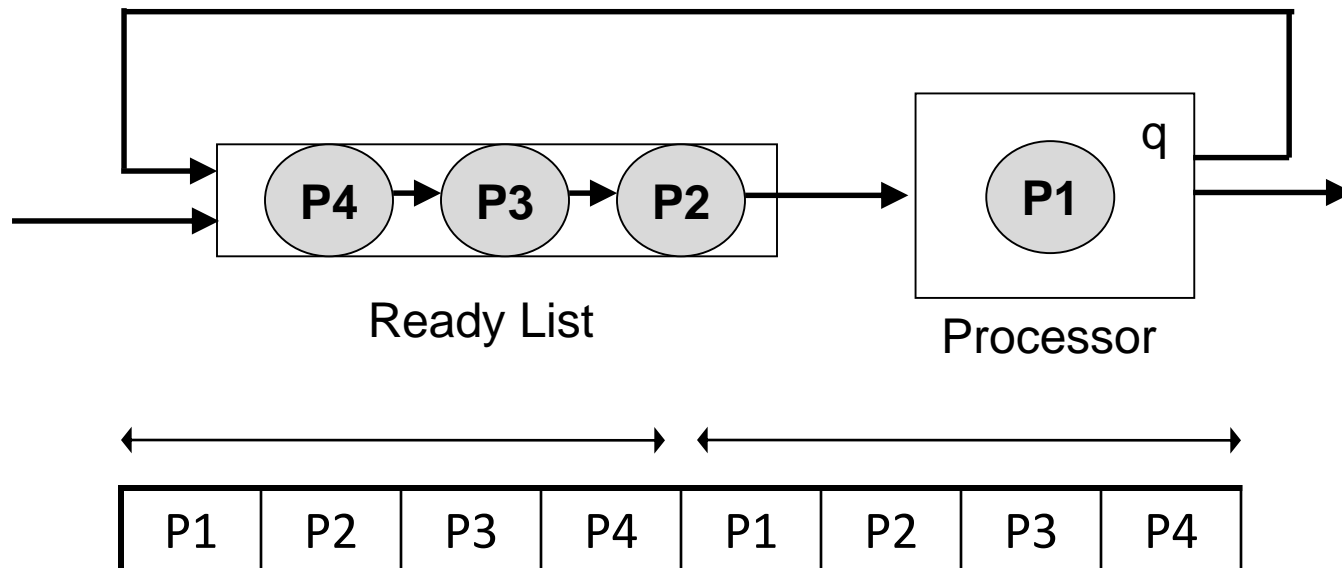 q
P4 P3 P2 P1
Ready List
Processor
P1 P2 P3 P4 P1 P2 P3 P4